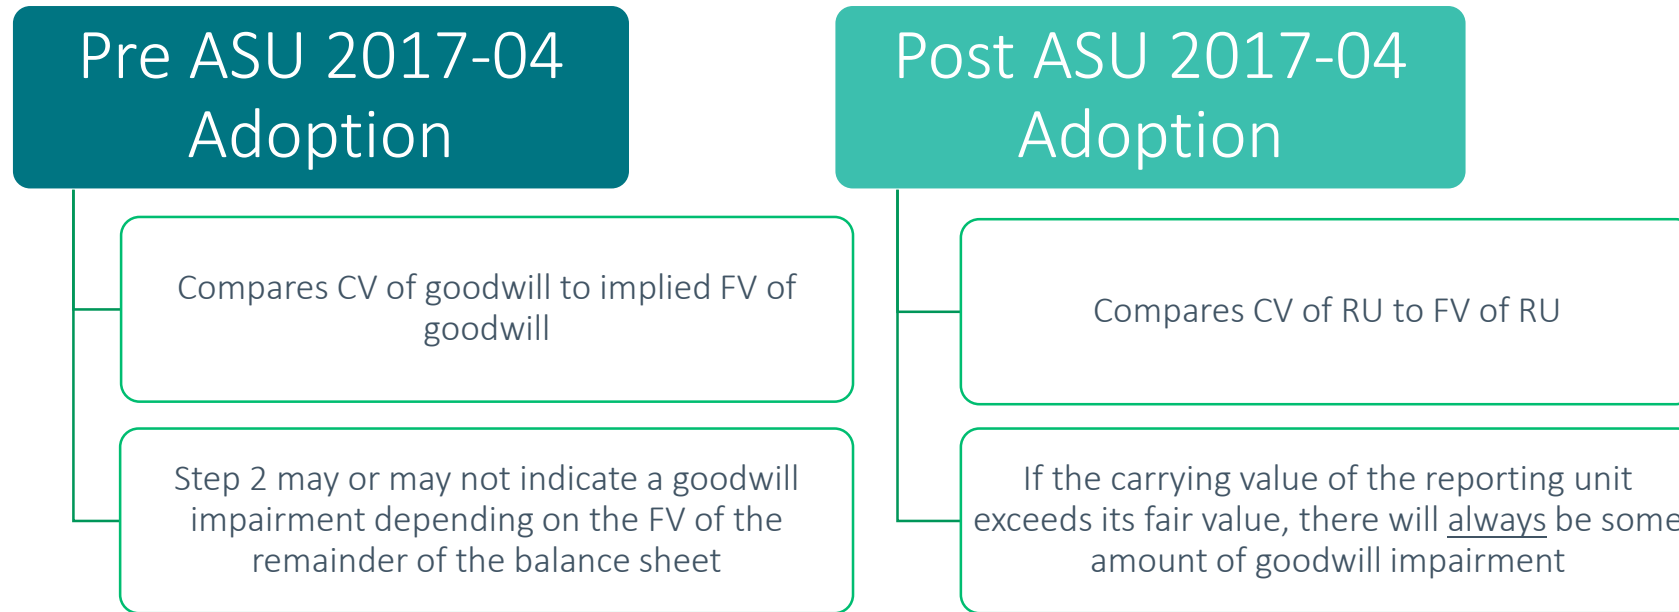 Pre ASU 2017-04
Adoption
Compares CV of goodwill to implied FV of
goodwill
Step 2 may or may not indicate a goodwill
impairment depending on the FV of the
remainder of the balance sheet
Post ASU 2017-04
Adoption
Compares CV of RU to FV of RU
If the carrying value of the reporting unit
exceeds its fair value, there will always be some
amount of goodwill impairment